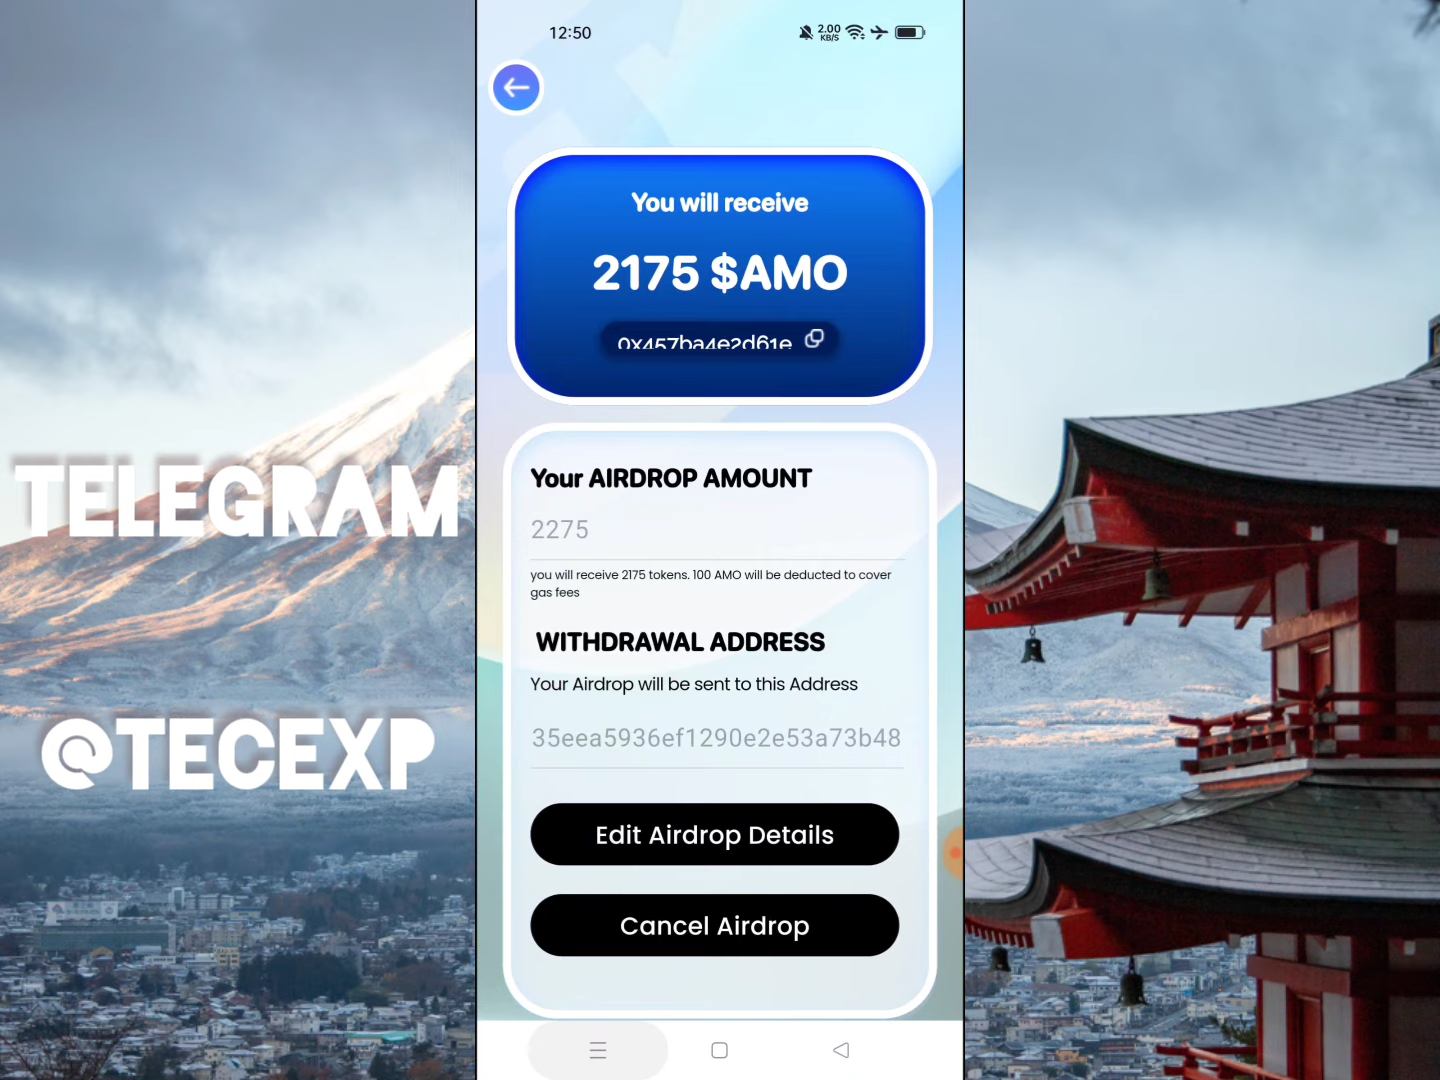 12:50
2.00
KB/S
You will receive
2175 $AMO
0x457ba4e2d61e
Your AIRDROP AMOUNT
2275
you will receive 2175 tokens. 100 AMO will be deducted to cover
gas fees
WITHDRAWAL ADDRESS
Your Airdrop will be sent to this Address
35eea5936ef1290e2e53a73b48
Edit Airdrop Details
Cancel Airdrop
TELEGRAM
@TECEXP